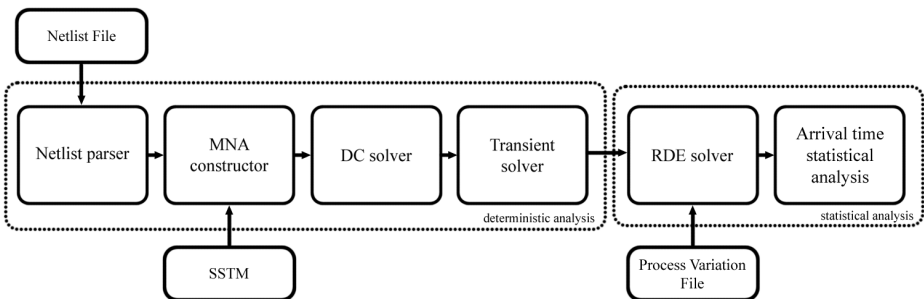 Netlist File
Netlist parser
MNA
constructor
DC solver
Transient
solver
deterministic analysis
RDE solver
Arrival time
statistical
analysis
statistical analysis
SSTM
Process Variation
File